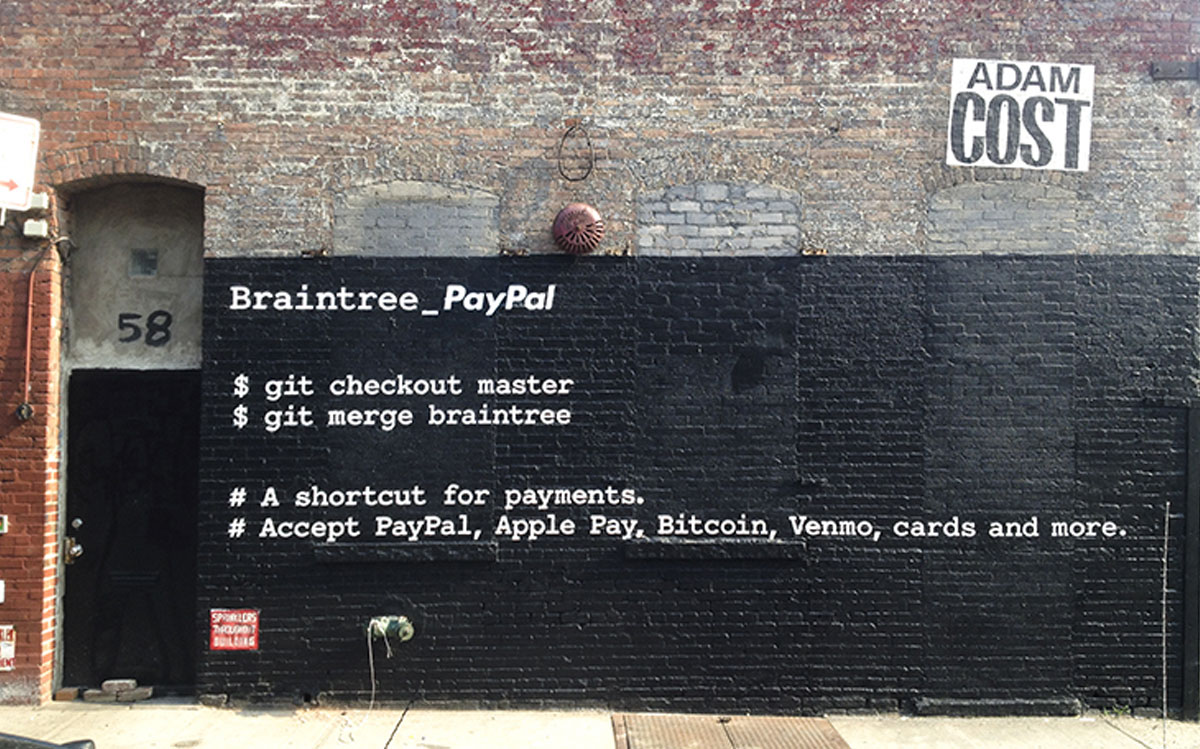 ADAM
COST
58
Braintree_PayPal
$ git checkout master
$ git merge braintree
# A shortcut for payments.
# Accept PayPal, Apple Pay, Bitcoin, Venmo, cards and more.
SPRINKLERS
THROUGHOUT
BUILDING